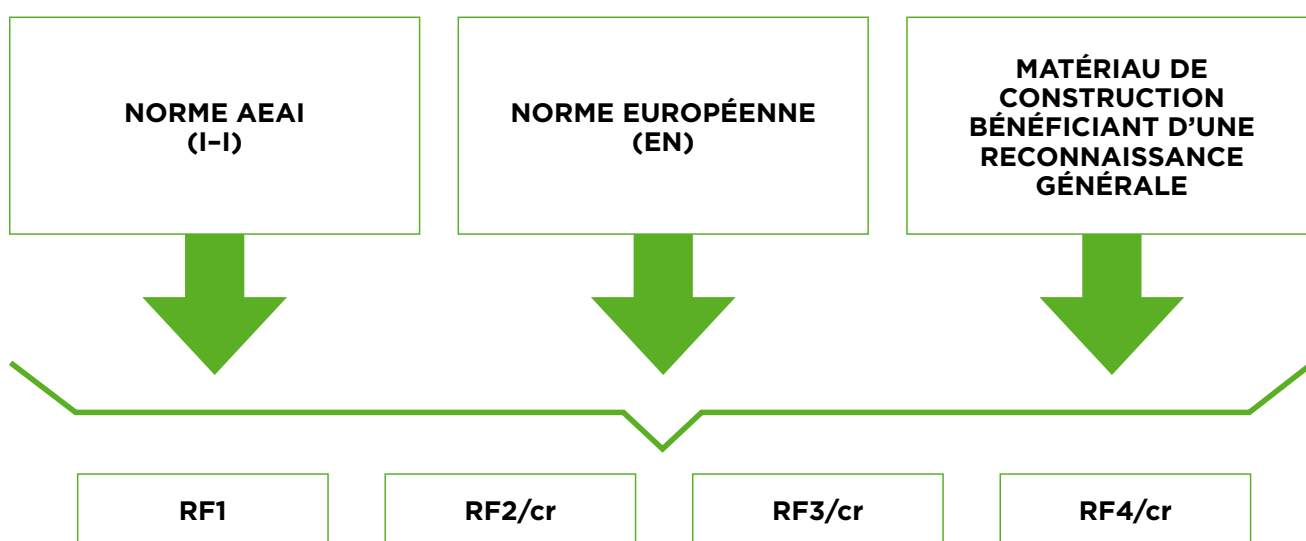 NORME AEAI
(I–I)
NORME EUROPÉENNE
(EN)
MATÉRIAU DE
CONSTRUCTION
BÉNÉFICIANT D’UNE
RECONNAISSANCE
GÉNÉRALE
RF1
RF2/cr
RF3/cr
RF4/cr